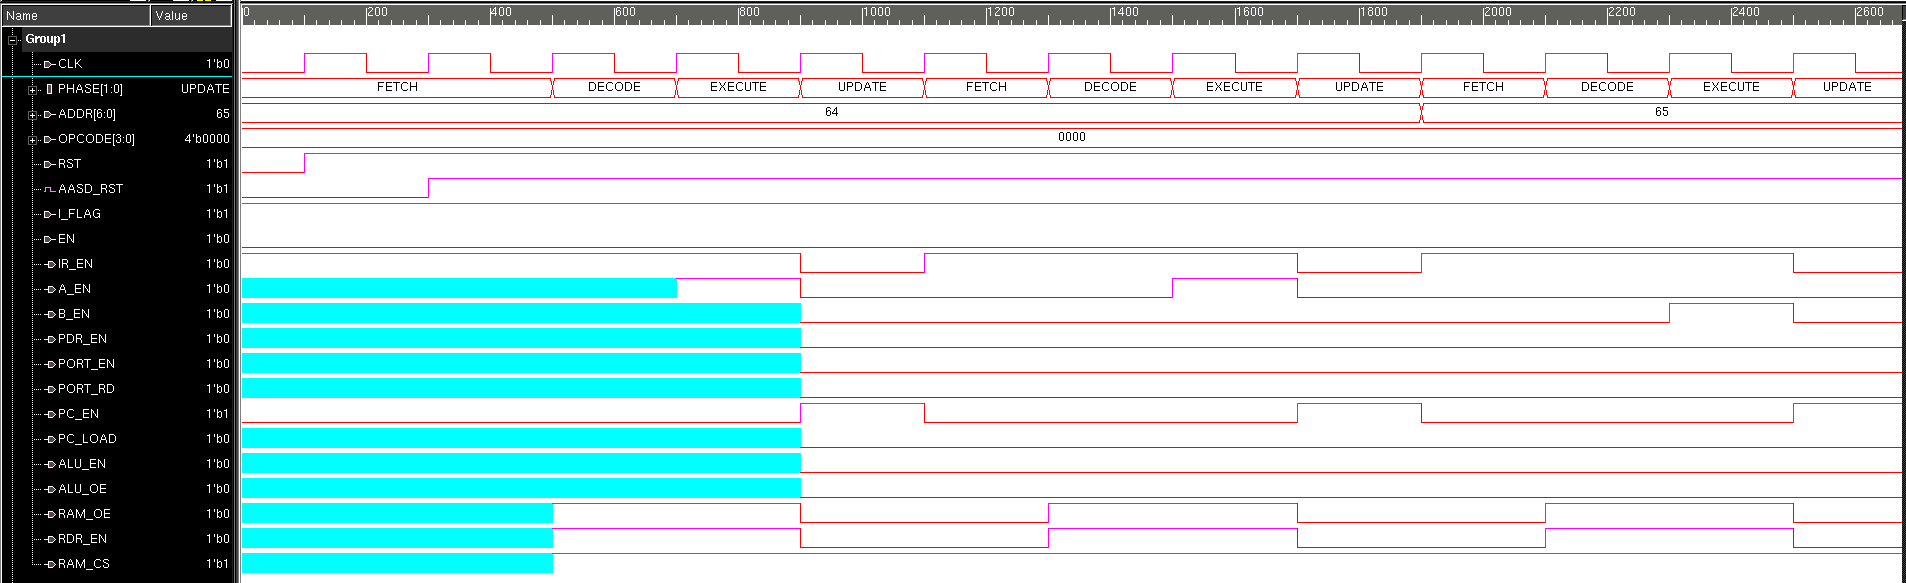 Name Value 0 200 400 600 800 1000 1200 1400 1600 1800 2000 2200 2400 2600
Group1
CLK 1'b0
PHASE[1:0] UPDATE FETCH DECODE EXECUTE UPDATE FETCH DECODE EXECUTE UPDATE FETCH DECODE EXECUTE UPDATE
ADDR[6:0] 65 64 65
OPCODE[3:0] 4'b0000 0000
RST 1'b1
AASD_RST 1'b1
I_FLAG 1'b1
EN 1'b0
IR_EN 1'b0
A_EN 1'b0
B_EN 1'b0
PDR_EN 1'b0
PORT_EN 1'b0
PORT_RD 1'b0
PC_EN 1'b1
PC_LOAD 1'b0
ALU_EN 1'b0
ALU_OE 1'b0
RAM_OE 1'b0
RDR_EN 1'b0
RAM_CS 1'b1